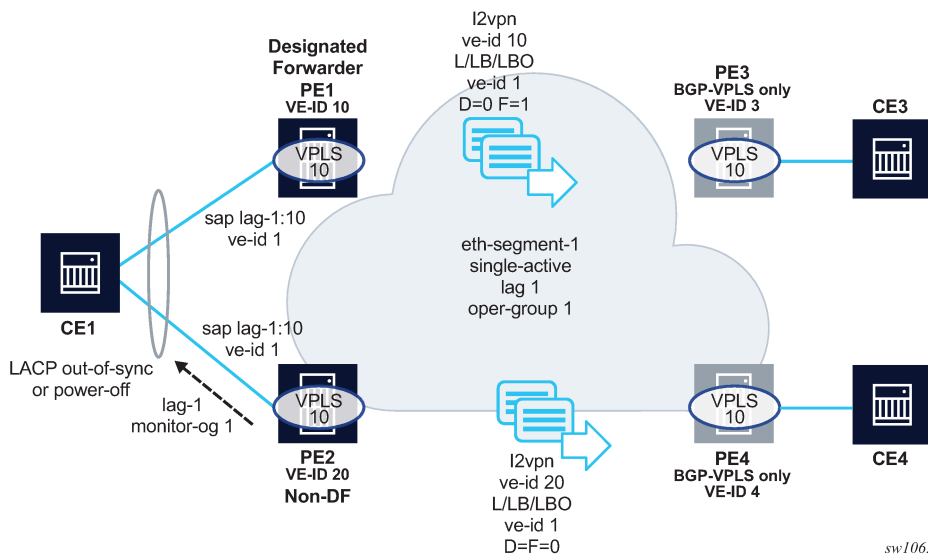 I2vpn
ve-id 10
L/LB/LBO
ve-id 1
D=0 F=1
Designated
Forwarder
PE1
VE-ID 10
VPLS
10
PE3
BGP-VPLS only
VE-ID 3
VPLS
10
CE3
sap lag-1:10
ve-id 1
eth-segment-1
single-active
lag 1
oper-group 1
CE1
sap lag-1:10
ve-id 1
LACP out-of-sync
or power-off
lag-1
monitor-og 1
VPLS
10
PE2
VE-ID 20
Non-DF
I2vpn
ve-id 20
L/LB/LBO
ve-id 1
D=F=0
VPLS
10
PE4
BGP-VPLS only
VE-ID 4
CE4
sw106